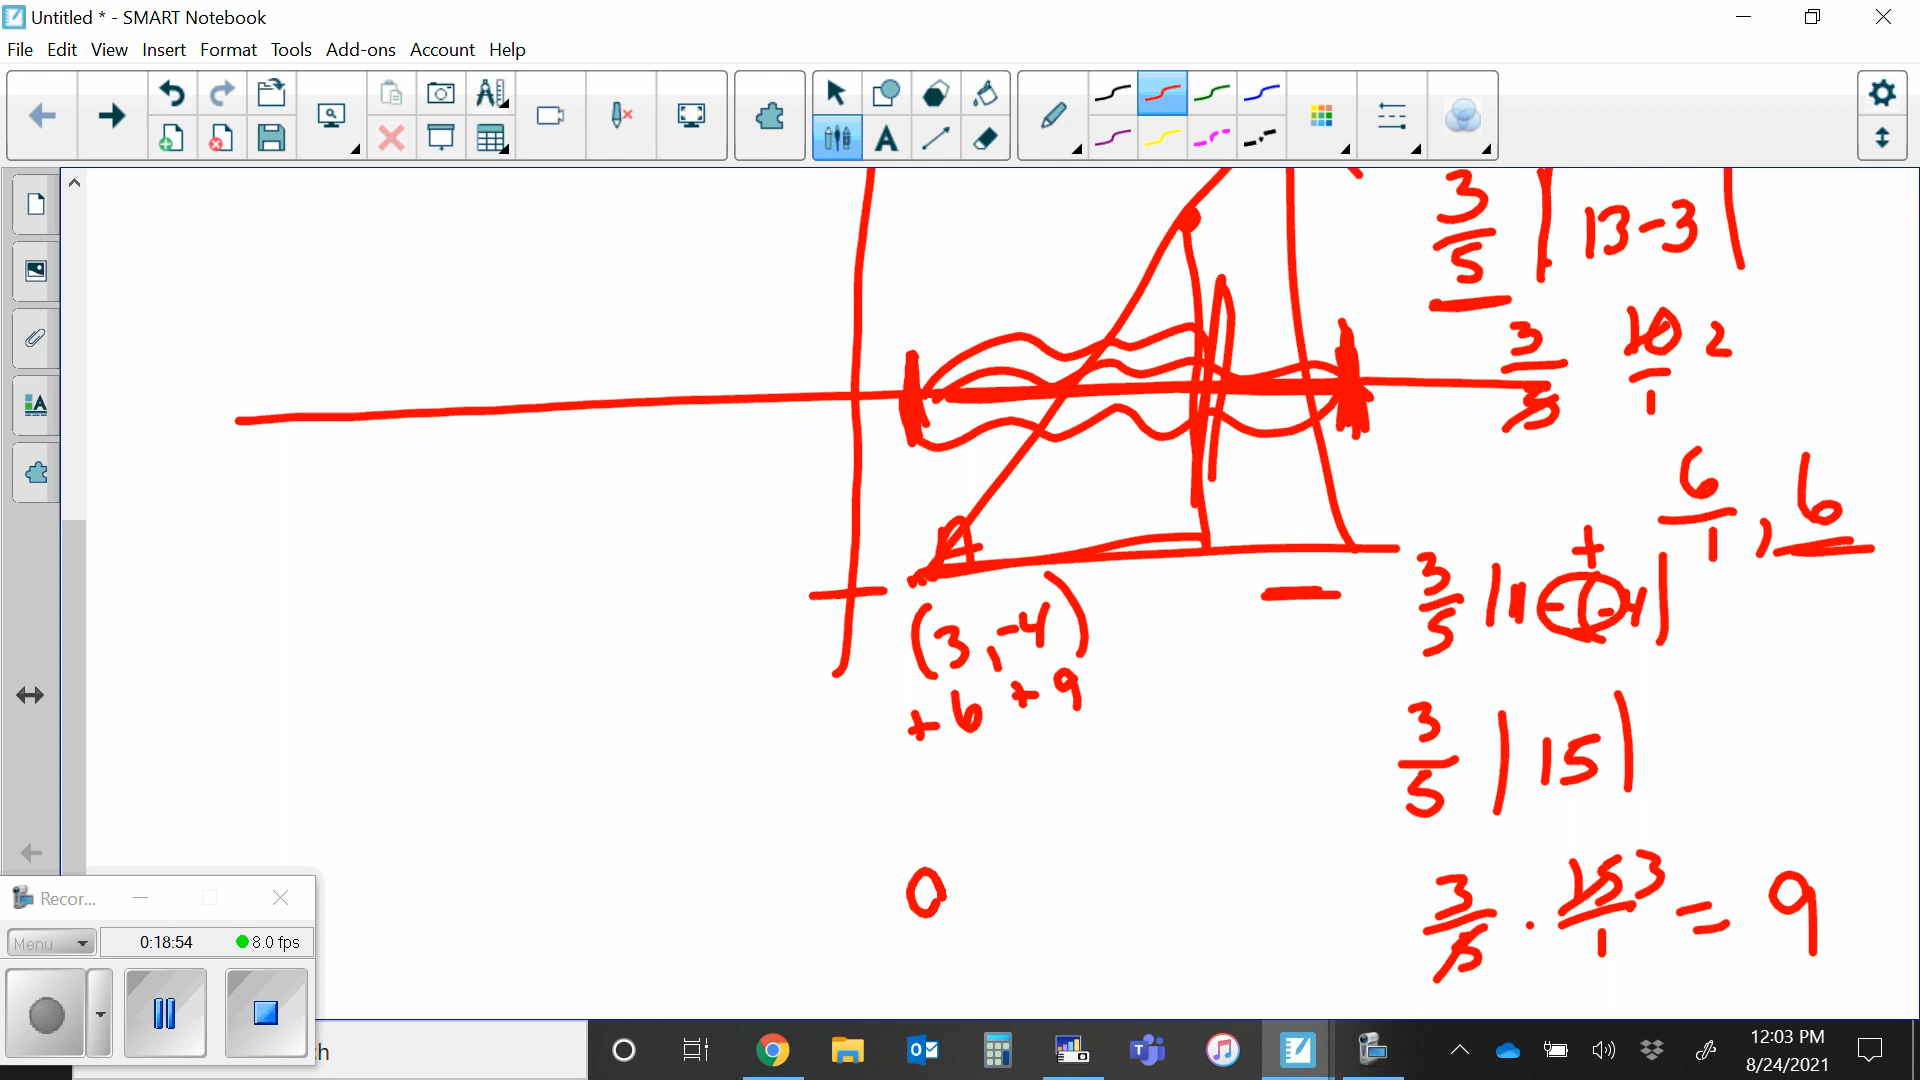 Untitled * - SMART Notebook
File Edit View Insert Format Tools Add-ons Account Help
3/5 | 13-3 |
3/5 10/1 2
6/1 , 6
+
3/5 | 11 - (-4 |
(3, -4)
+6 +9
3/5 | 15 |
0
3/5 · 15/1 3 = 9
Recor...
Menu 0:18:54 8.0 fps
h
12:03 PM
8/24/2021